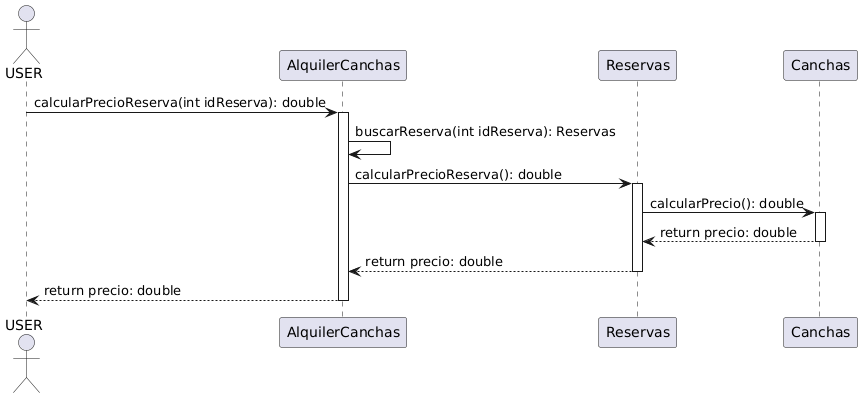 USER
AlquilerCanchas
Reservas
Canchas
calcularPrecioReserva(int idReserva): double
buscarReserva(int idReserva): Reservas
calcularPrecioReserva(): double
calcularPrecio(): double
return precio: double
return precio: double
return precio: double
USER
AlquilerCanchas
Reservas
Canchas